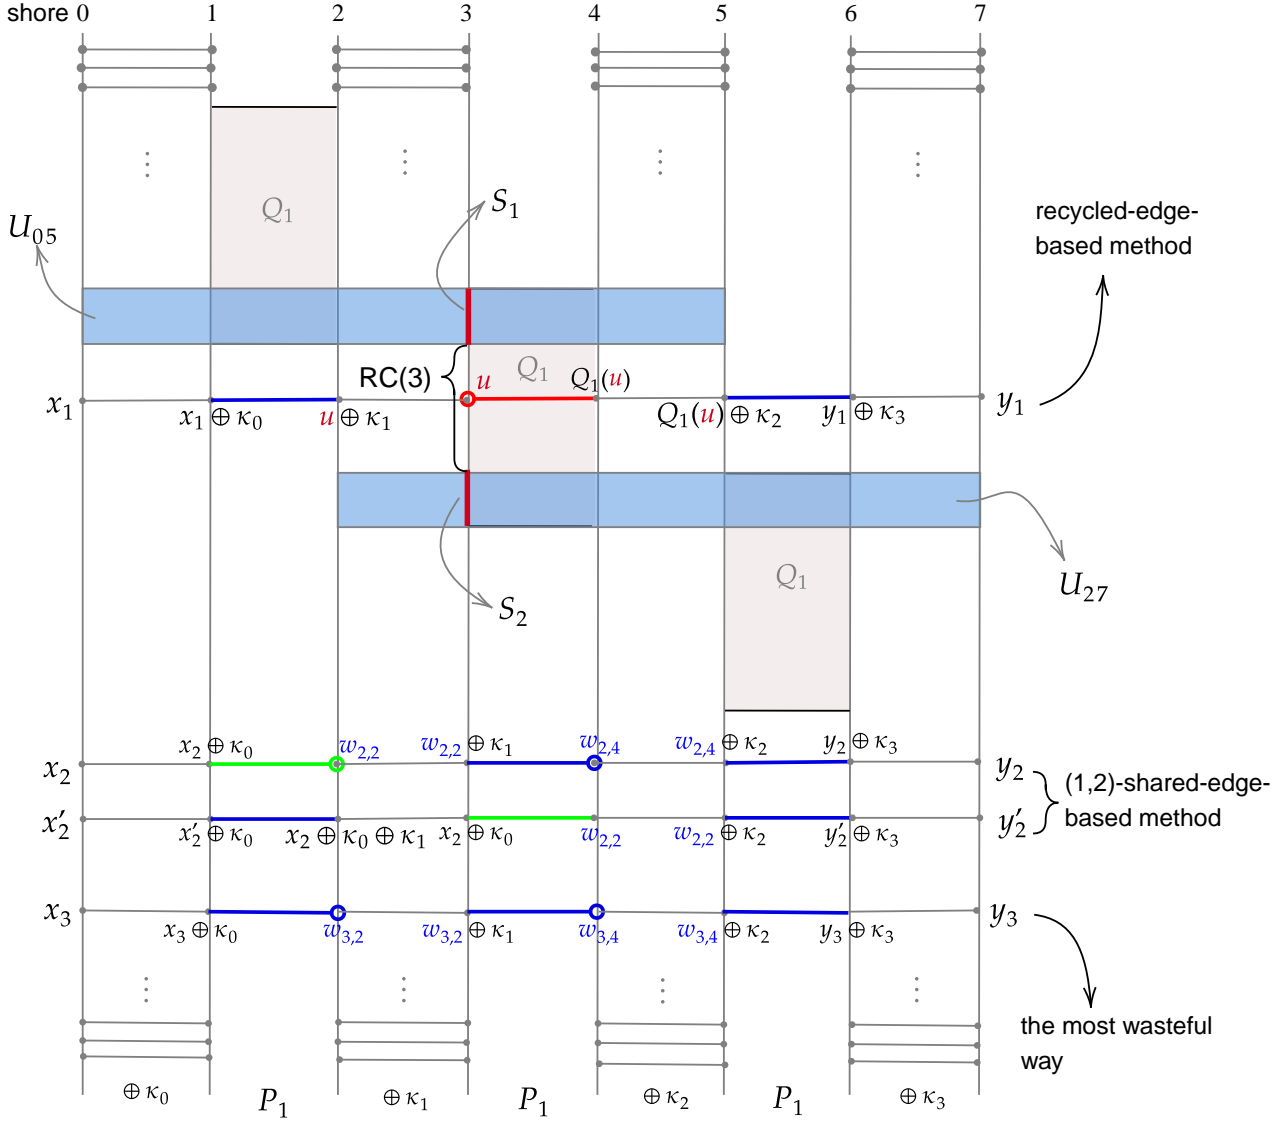 shore 0 1 2 3 4 5 6 7
⋮ ⋮ ⋮ ⋮
Q₁
S₁
recycled-edge-
based method
U₀₅
RC(3)
Q₁
u
Q₁(u)
x₁
x₁ ⊕ κ₀
u ⊕ κ₁
Q₁(u) ⊕ κ₂
y₁ ⊕ κ₃
y₁
Q₁
S₂
U₂₇
x₂
x₂ ⊕ κ₀
w₂,₂
w₂,₂ ⊕ κ₁
w₂,₄
w₂,₄ ⊕ κ₂
y₂ ⊕ κ₃
y₂
x′₂
x′₂ ⊕ κ₀
x₂ ⊕ κ₀ ⊕ κ₁
x₂ ⊕ κ₀
w₂,₂
w₂,₂ ⊕ κ₂
y′₂ ⊕ κ₃
y′₂
(1,2)-shared-edge-
based method
x₃
x₃ ⊕ κ₀
w₃,₂
w₃,₂ ⊕ κ₁
w₃,₄
w₃,₄ ⊕ κ₂
y₃ ⊕ κ₃
y₃
⋮ ⋮ ⋮ ⋮
the most wasteful
way
⊕ κ₀ P₁ ⊕ κ₁ P₁ ⊕ κ₂ P₁ ⊕ κ₃